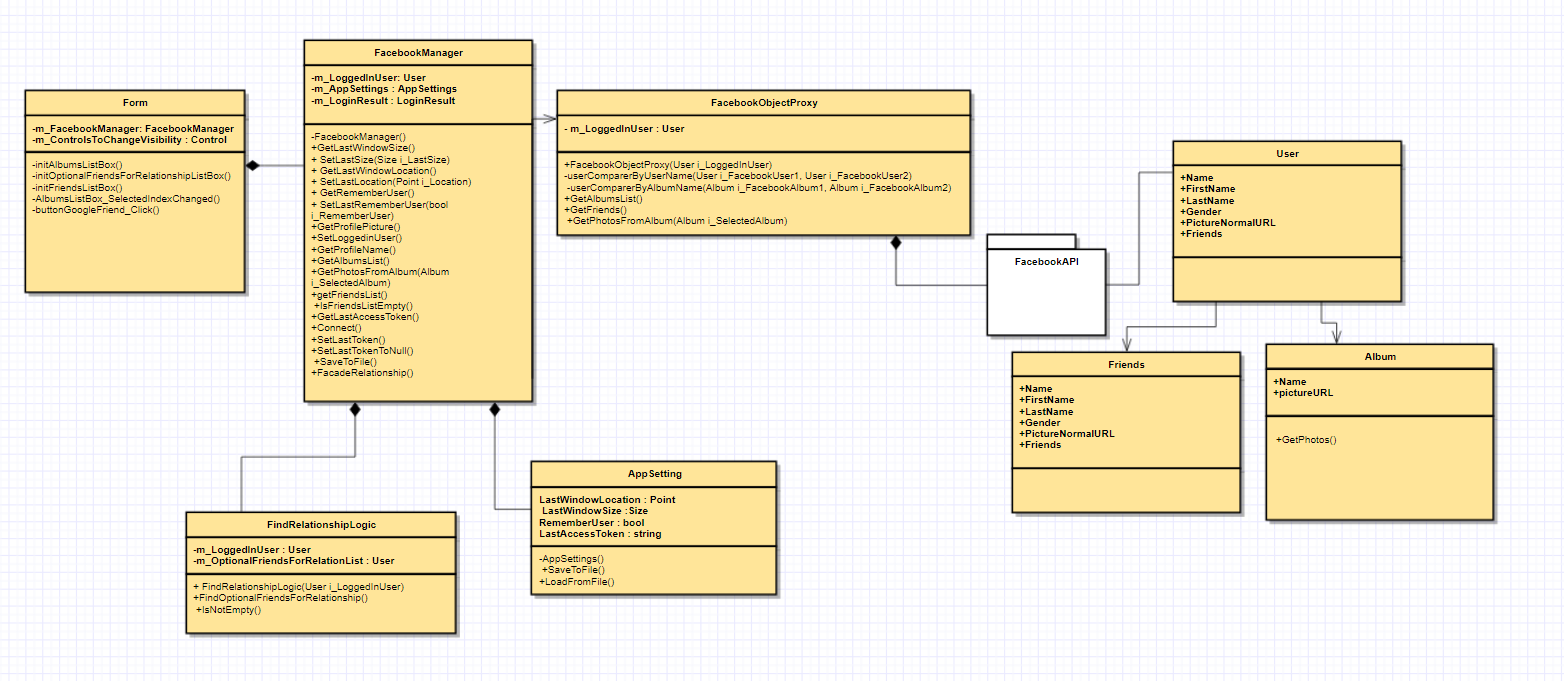 Form
-m_FacebookManager: FacebookManager
-m_ControlsToChangeVisibility : Control
-initAlbumsListBox()
-initOptionalFriendsForRelationshipListBox()
-initFriendsListBox()
-AlbumsListBox_SelectedIndexChanged()
-buttonGoogleFriend_Click()
FacebookManager
-m_LoggedInUser: User
-m_AppSettings : AppSettings
-m_LoginResult : LoginResult
-FacebookManager()
+GetLastWindowSize()
+ SetLastSize(Size i_LastSize)
+ GetLastWindowLocation()
+ SetLastLocation(Point i_Location)
+ GetRememberUser()
+ SetLastRememberUser(bool
i_RememberUser)
+GetProfilePicture()
+SetLoggedinUser()
+GetProfileName()
+GetAlbumsList()
+GetPhotosFromAlbum(Album
i_SelectedAlbum)
+getFriendsList()
+IsFriendsListEmpty()
+GetLastAccessToken()
+Connect()
+SetLastToken()
+SetLastTokenToNull()
+SaveToFile()
+FacadeRelationship()
FacebookObjectProxy
- m_LoggedInUser : User
+FacebookObjectProxy(User i_LoggedInUser)
-userComparerByUserName(User i_FacebookUser1, User i_FacebookUser2)
-userComparerByAlbumName(Album i_FacebookAlbum1, Album i_FacebookAlbum2)
+GetAlbumsList()
+GetFriends()
+GetPhotosFromAlbum(Album i_SelectedAlbum)
FacebookAPI
User
+Name
+FirstName
+LastName
+Gender
+PictureNormalURL
+Friends
Friends
+Name
+FirstName
+LastName
+Gender
+PictureNormalURL
+Friends
Album
+Name
+pictureURL
+GetPhotos()
FindRelationshipLogic
-m_LoggedInUser : User
-m_OptionalFriendsForRelationList : User
+ FindRelationshipLogic(User i_LoggedInUser)
+FindOptionalFriendsForRelationship()
+IsNotEmpty()
AppSetting
LastWindowLocation : Point
LastWindowSize :Size
RememberUser : bool
LastAccessToken : string
-AppSettings()
+SaveToFile()
+LoadFromFile()